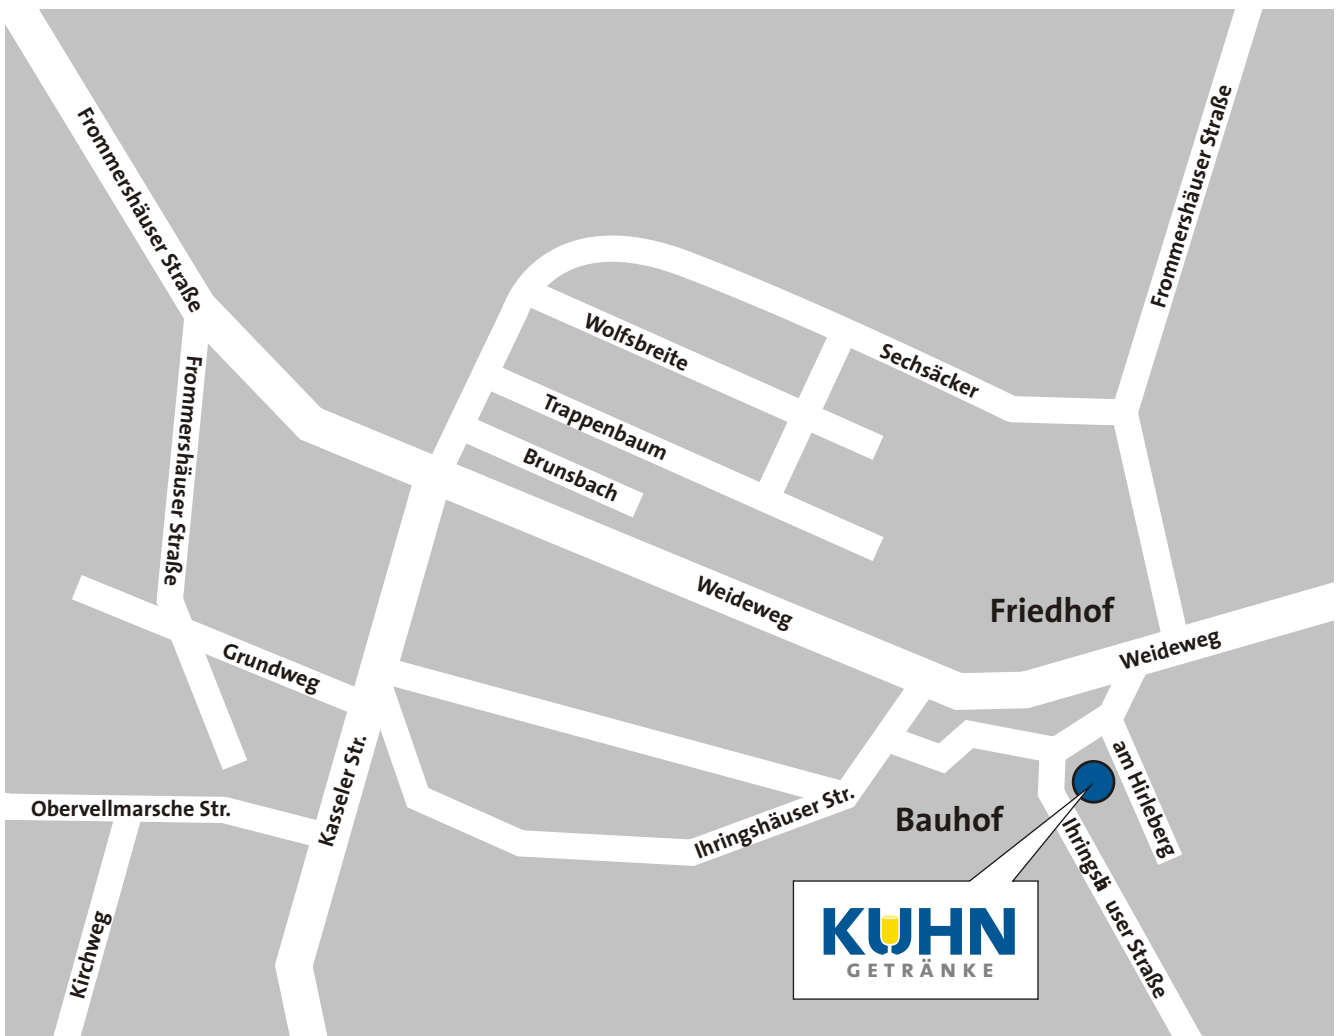 Frommershäuser Straße
Frommershäuser Straße
Wolfsbreite
Sechsäcker
Frommershäuser Straße
Trappenbaum
Brunsbach
Weideweg
Friedhof
Weideweg
Grundweg
Kasseler Str.
Obervellmarsche Str.
Ihringshäuser Str.
Bauhof
am Hirleberg
Ihringshäuser Straße
Kirchweg
KUHN
GETRÄNKE